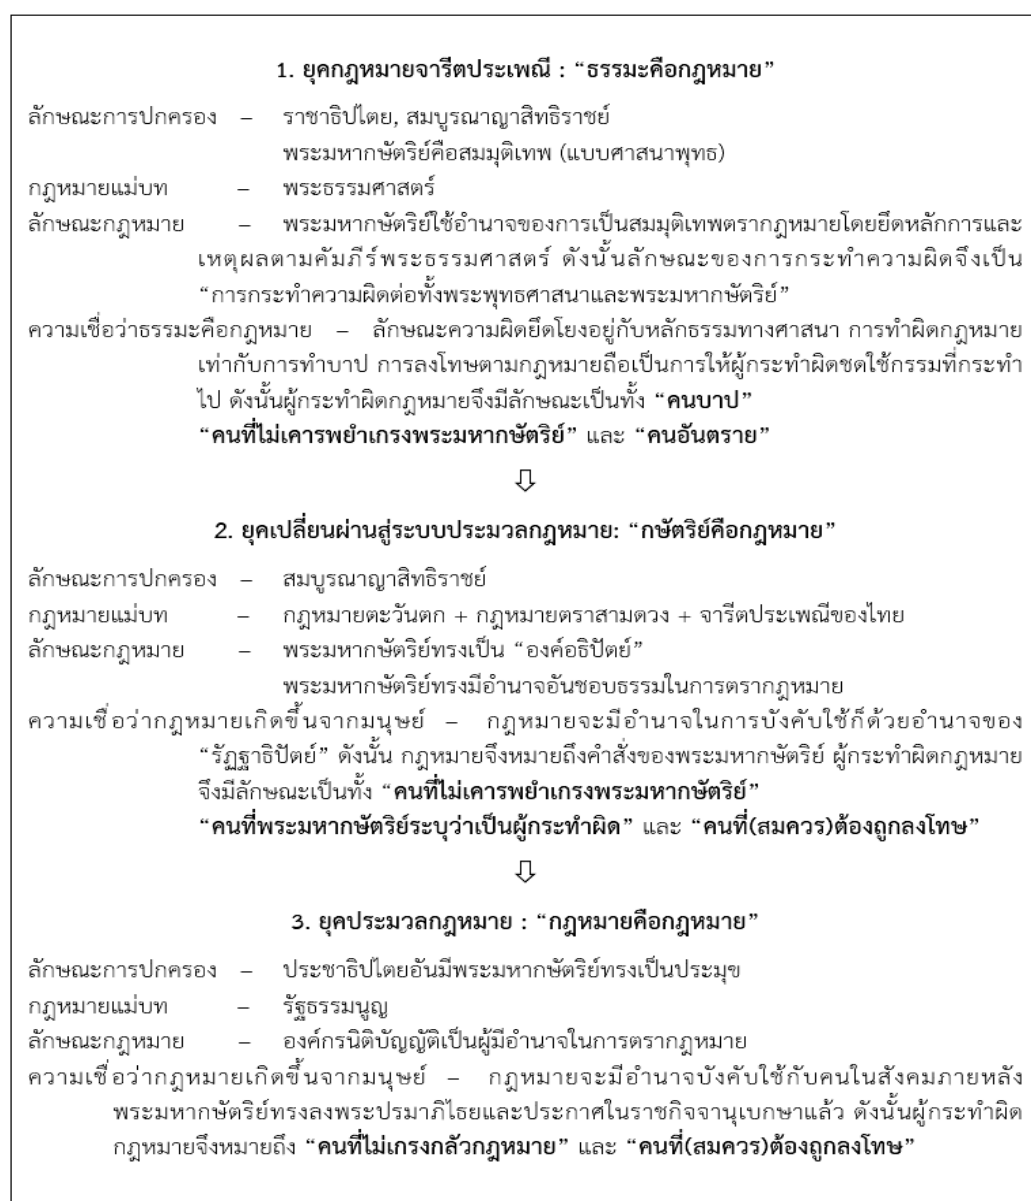 1. ยุคกฎหมายจารีตประเพณี : “ธรรมะคือกฎหมาย”
ลักษณะการปกครอง – ราชาธิปไตย, สมบูรณาญาสิทธิราชย์
พระมหากษัตริย์คือสมมุติเทพ (แบบศาสนาพุทธ)
กฎหมายแม่บท – พระธรรมศาสตร์
ลักษณะกฎหมาย – พระมหากษัตริย์ใช้อำนาจของการเป็นสมมุติเทพตรากฎหมายโดยยึดหลักการและ
เหตุผลตามคัมภีร์พระธรรมศาสตร์ ดังนั้นลักษณะของการกระทำความผิดจึงเป็น
“การกระทำความผิดต่อทั้งพระพุทธศาสนาและพระมหากษัตริย์”
ความเชื่อว่าธรรมะคือกฎหมาย – ลักษณะความผิดยึดโยงอยู่กับหลักธรรมทางศาสนา การทำผิดกฎหมาย
เท่ากับการทำบาป การลงโทษตามกฎหมายถือเป็นการให้ผู้กระทำผิดชดใช้กรรมที่กระทำ
ไป ดังนั้นผู้กระทำผิดกฎหมายจึงมีลักษณะเป็นทั้ง “คนบาป”
“คนที่ไม่เคารพยำเกรงพระมหากษัตริย์” และ “คนอันตราย”
⇩
2. ยุคเปลี่ยนผ่านสู่ระบบประมวลกฎหมาย: “กษัตริย์คือกฎหมาย”
ลักษณะการปกครอง – สมบูรณาญาสิทธิราชย์
กฎหมายแม่บท – กฎหมายตะวันตก + กฎหมายตราสามดวง + จารีตประเพณีของไทย
ลักษณะกฎหมาย – พระมหากษัตริย์ทรงเป็น “องค์อธิปัตย์”
พระมหากษัตริย์ทรงมีอำนาจอันชอบธรรมในการตรากฎหมาย
ความเชื่อว่ากฎหมายเกิดขึ้นจากมนุษย์ – กฎหมายจะมีอำนาจในการบังคับใช้ก็ด้วยอำนาจของ
“รัฏฐาธิปัตย์” ดังนั้น กฎหมายจึงหมายถึงคำสั่งของพระมหากษัตริย์ ผู้กระทำผิดกฎหมาย
จึงมีลักษณะเป็นทั้ง “คนที่ไม่เคารพยำเกรงพระมหากษัตริย์”
“คนที่พระมหากษัตริย์ระบุว่าเป็นผู้กระทำผิด” และ “คนที่(สมควร)ต้องถูกลงโทษ”
⇩
3. ยุคประมวลกฎหมาย : “กฎหมายคือกฎหมาย”
ลักษณะการปกครอง – ประชาธิปไตยอันมีพระมหากษัตริย์ทรงเป็นประมุข
กฎหมายแม่บท – รัฐธรรมนูญ
ลักษณะกฎหมาย – องค์กรนิติบัญญัติเป็นผู้มีอำนาจในการตรากฎหมาย
ความเชื่อว่ากฎหมายเกิดขึ้นจากมนุษย์ – กฎหมายจะมีอำนาจบังคับใช้กับคนในสังคมภายหลัง
พระมหากษัตริย์ทรงลงพระปรมาภิไธยและประกาศในราชกิจจานุเบกษาแล้ว ดังนั้นผู้กระทำผิด
กฎหมายจึงหมายถึง “คนที่ไม่เกรงกลัวกฎหมาย” และ “คนที่(สมควร)ต้องถูกลงโทษ”